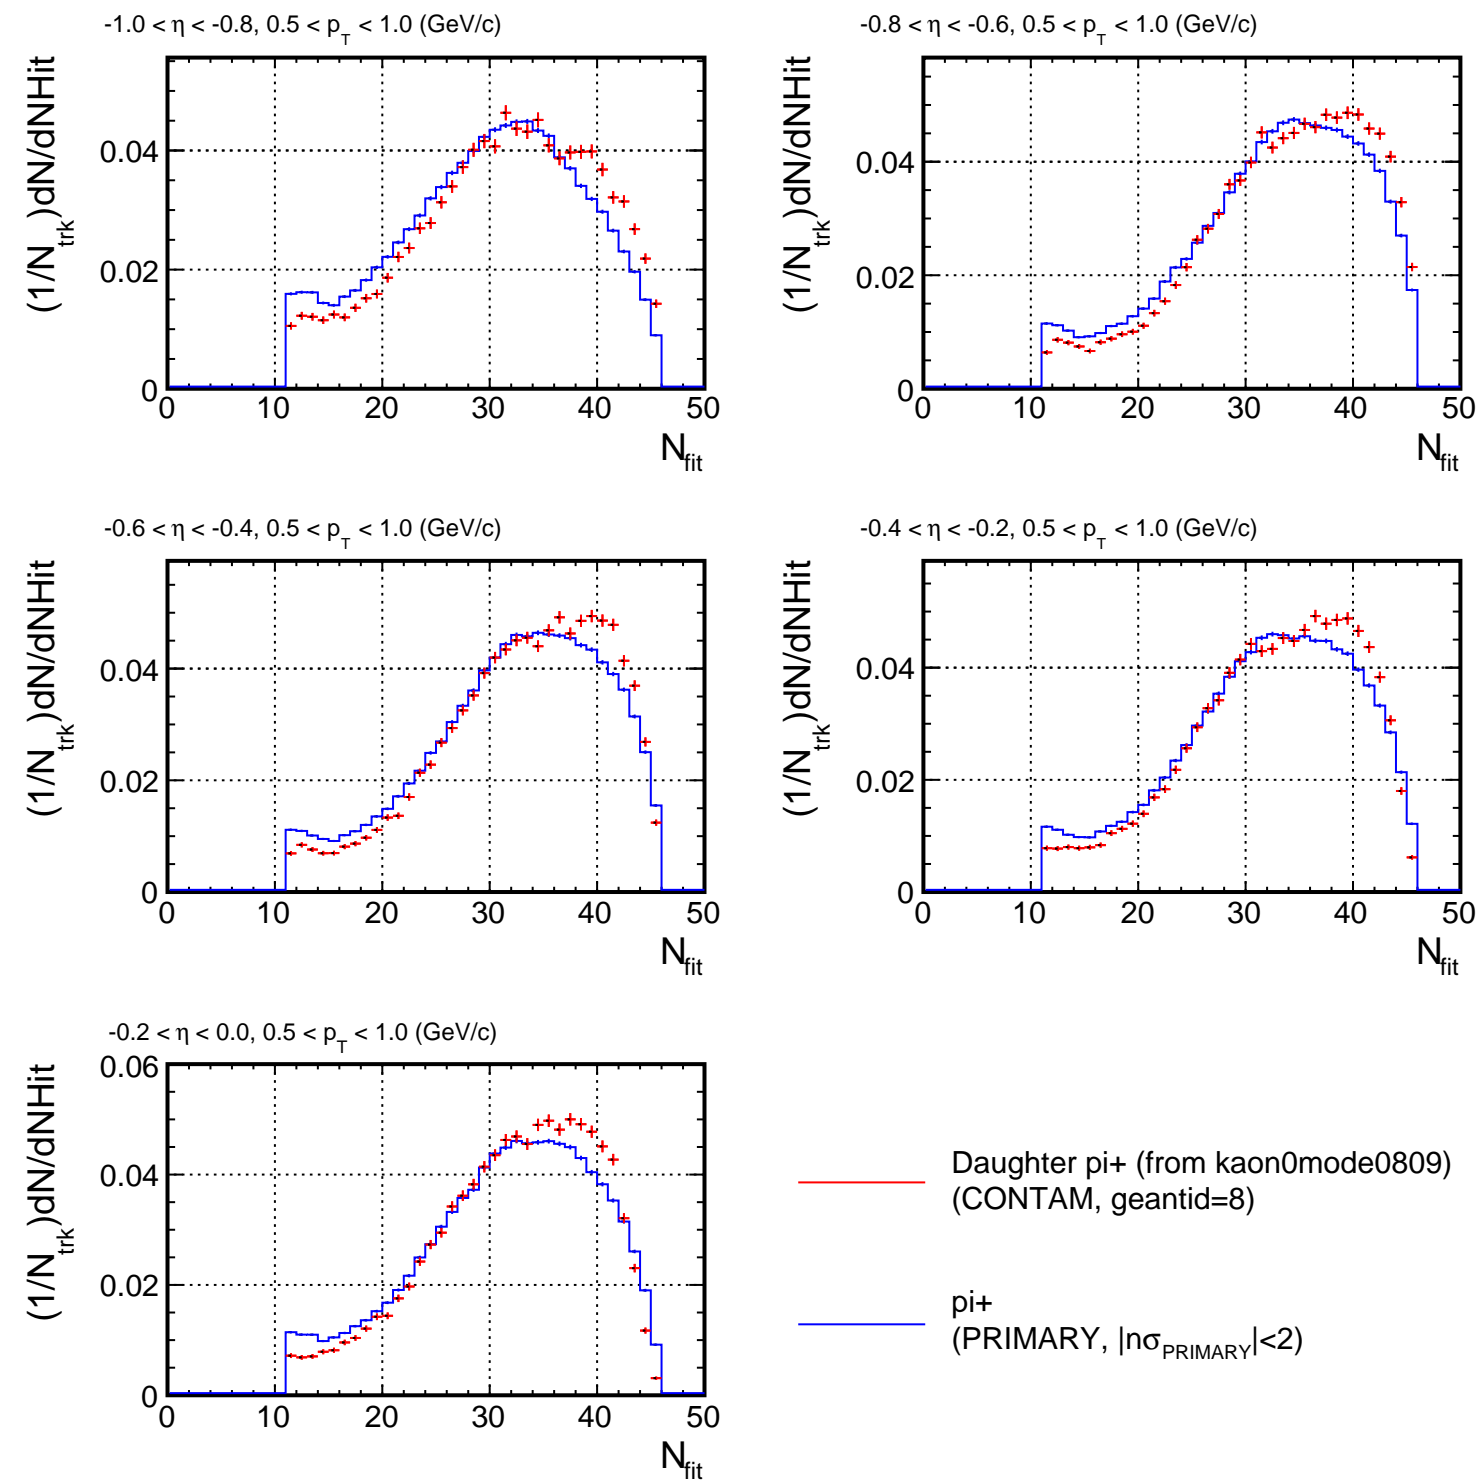 -1.0 < η < -0.8, 0.5 < p_T < 1.0 (GeV/c)
(1/N_trk)dN/dNHit
0.04
0.02
0
0 10 20 30 40 50
N_fit
-0.8 < η < -0.6, 0.5 < p_T < 1.0 (GeV/c)
(1/N_trk)dN/dNHit
0.04
0.02
0
0 10 20 30 40 50
N_fit
-0.6 < η < -0.4, 0.5 < p_T < 1.0 (GeV/c)
(1/N_trk)dN/dNHit
0.04
0.02
0
0 10 20 30 40 50
N_fit
-0.4 < η < -0.2, 0.5 < p_T < 1.0 (GeV/c)
(1/N_trk)dN/dNHit
0.04
0.02
0
0 10 20 30 40 50
N_fit
-0.2 < η < 0.0, 0.5 < p_T < 1.0 (GeV/c)
(1/N_trk)dN/dNHit
0.06
0.04
0.02
0
0 10 20 30 40 50
N_fit
Daughter pi+ (from kaon0mode0809)
(CONTAM, geantid=8)
pi+
(PRIMARY, |nσ_PRIMARY|<2)